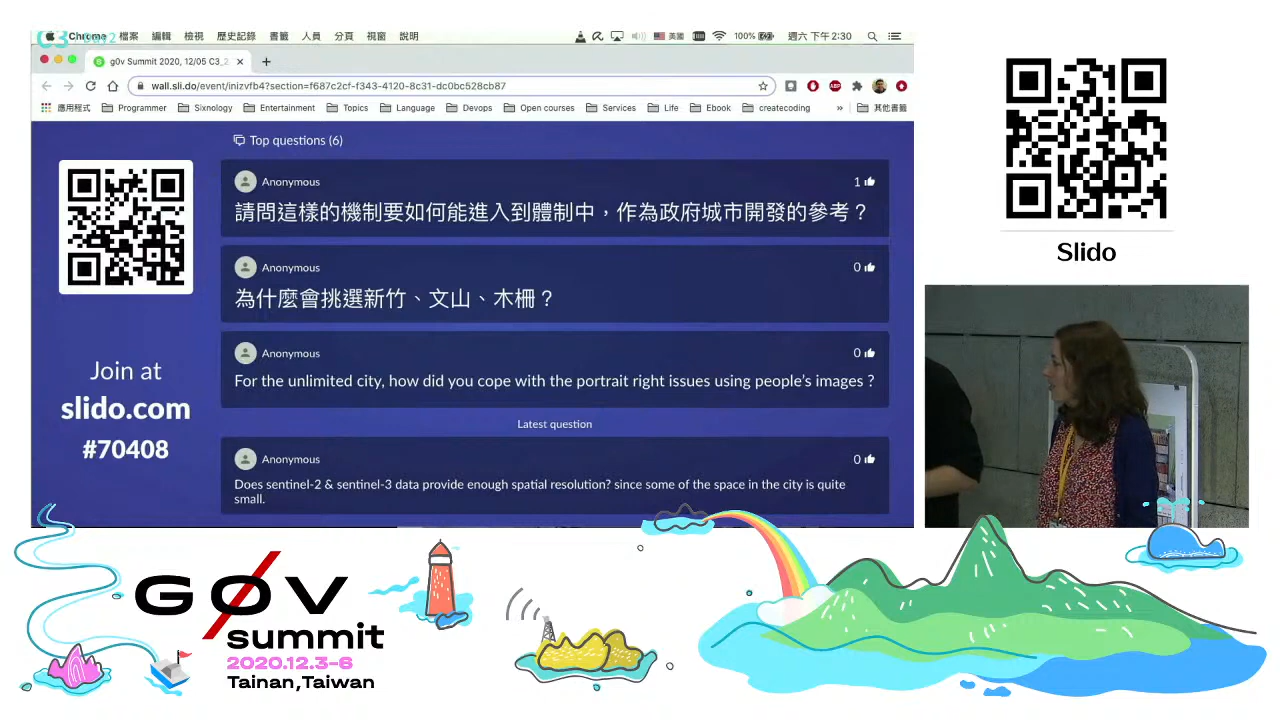 Chrome 檔案 編輯 檢視 歷史記錄 書籤 人員 分頁 視窗 說明 美國 100% 週六 下午 2:30
g0v Summit 2020, 12/05 C3_2
wall.sli.do/event/inizvfb4?section=f687c2cf-f343-4120-8c31-dc0bc528cb87
應用程式 Programmer Sixnology Entertainment Topics Language Devops Open courses Services Life Ebook createcoding » 其他書籤
Top questions (6)
Anonymous 1
請問這樣的機制要如何能進入到體制中，作為政府城市開發的參考？
Anonymous 0
為什麼會挑選新竹、文山、木柵？
Anonymous 0
For the unlimited city, how did you cope with the portrait right issues using people's images ?
Latest question
Anonymous 0
Does sentinel-2 & sentinel-3 data provide enough spatial resolution? since some of the space in the city is quite
small.
Join at
slido.com
#70408
Slido
G0V
summit
2020.12.3-6
Tainan,Taiwan